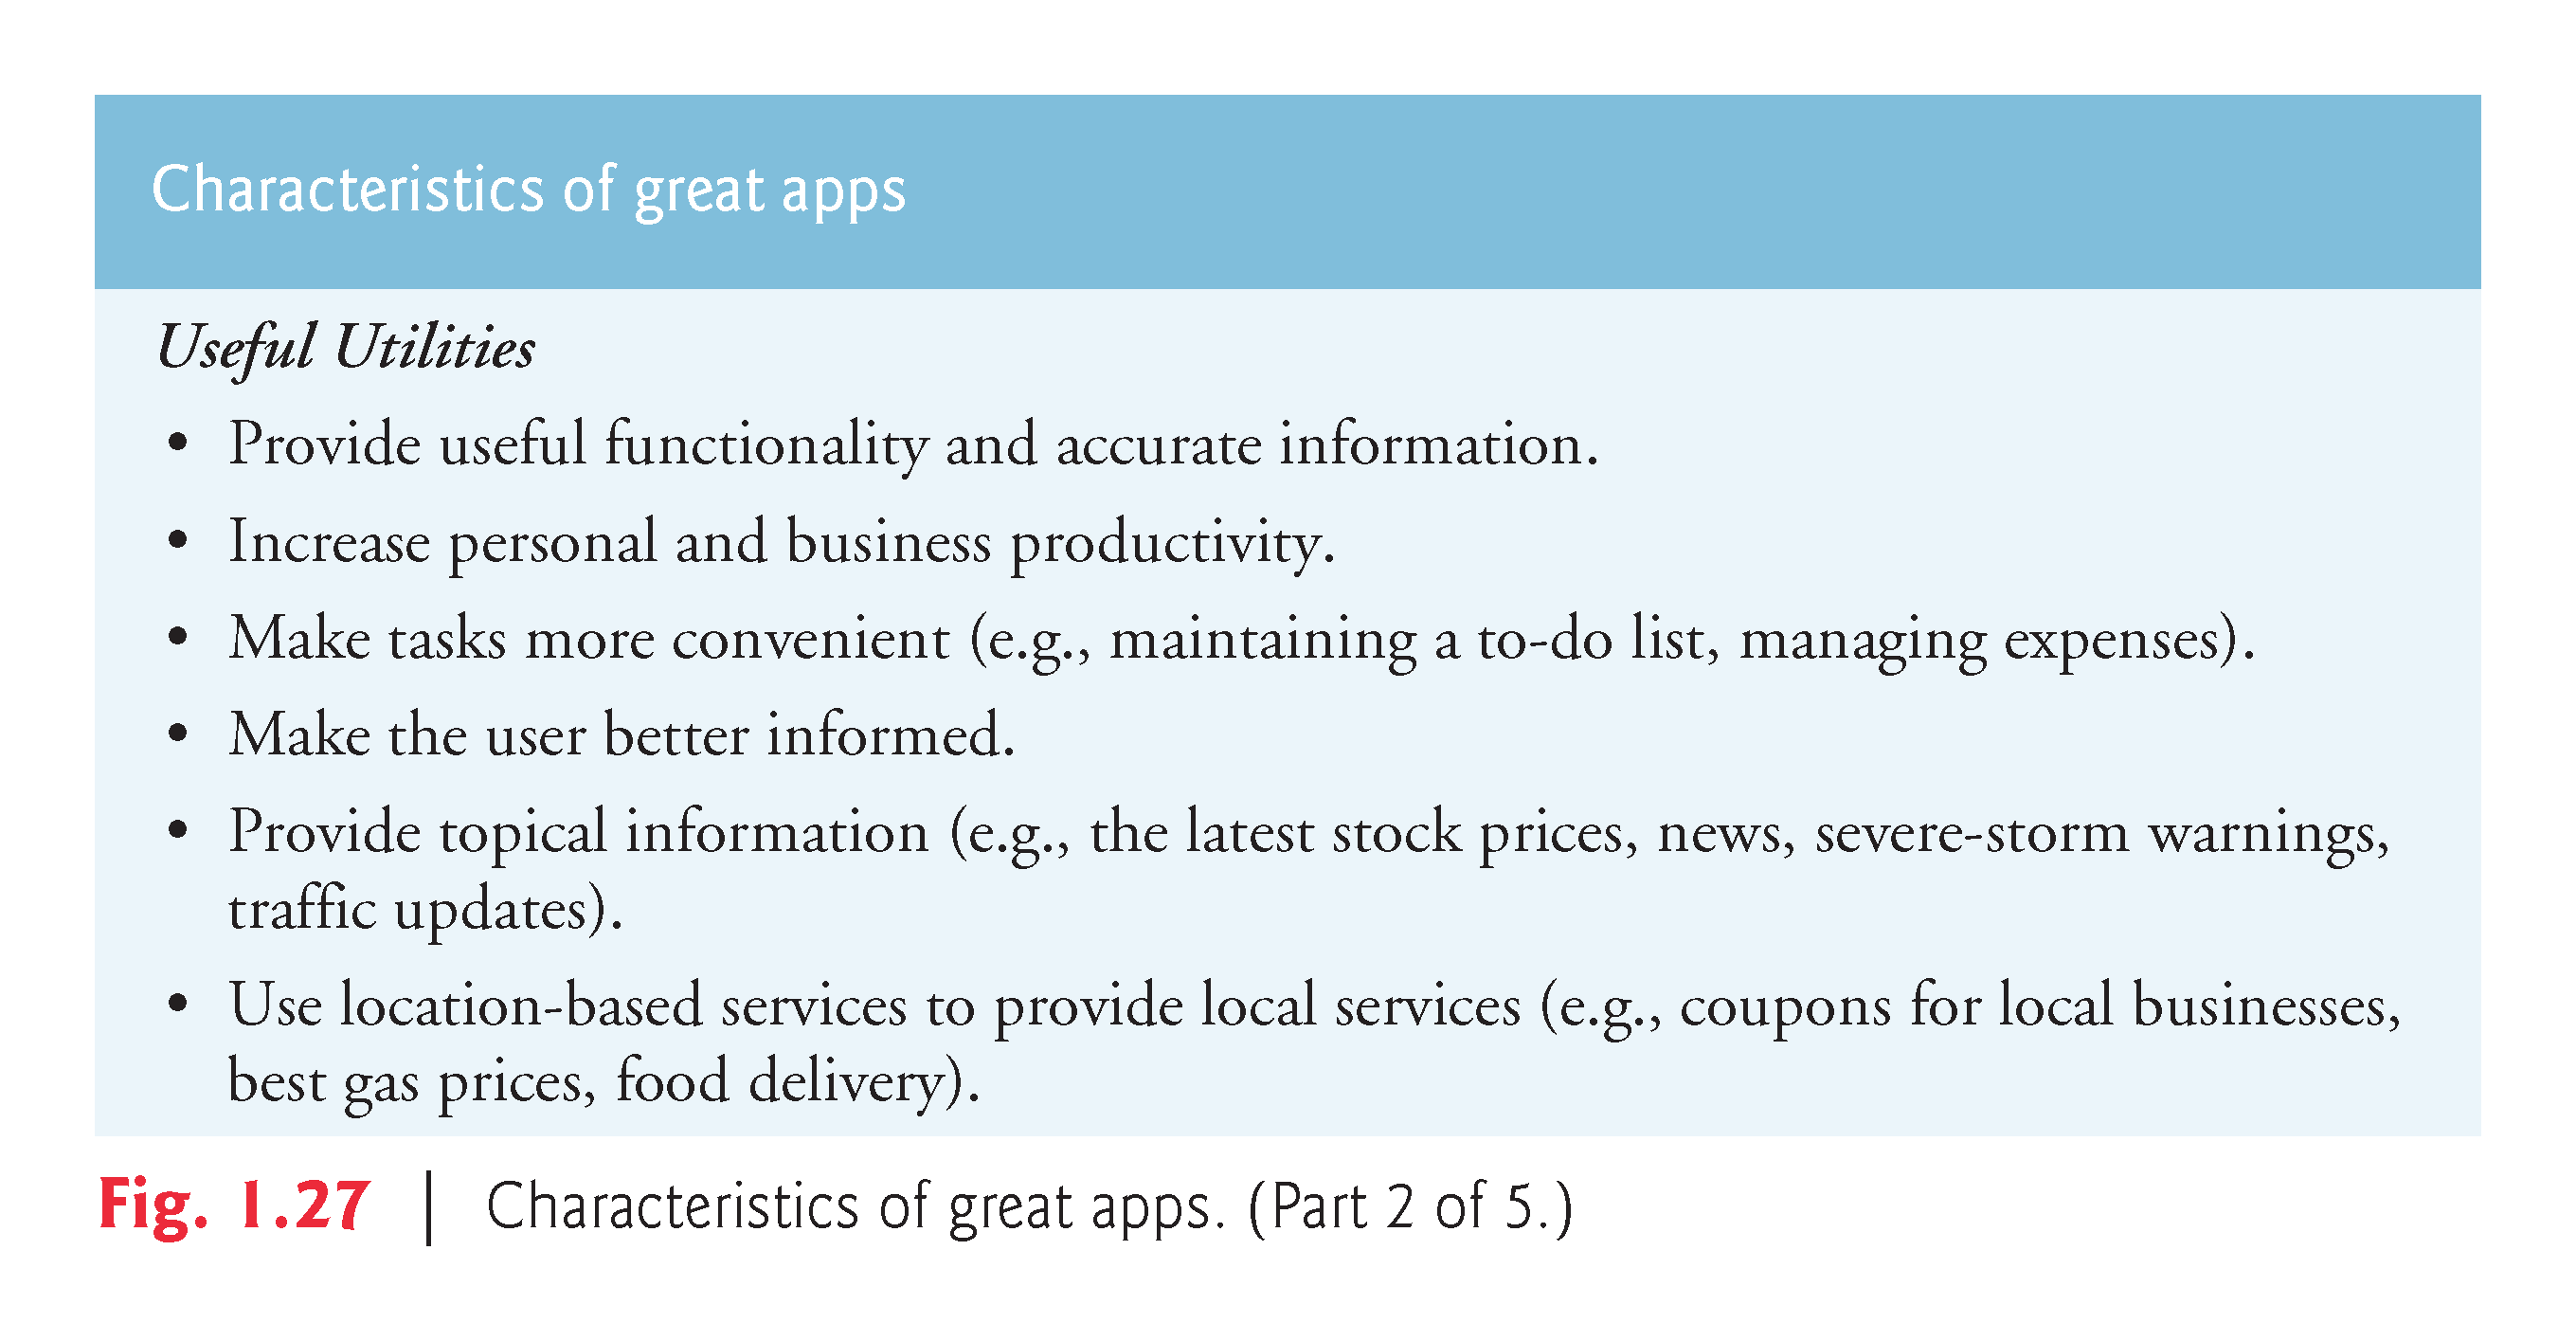 Characteristics of great apps
Useful Utilities
• Provide useful functionality and accurate information.
• Increase personal and business productivity.
• Make tasks more convenient (e.g., maintaining a to-do list, managing expenses).
• Make the user better informed.
• Provide topical information (e.g., the latest stock prices, news, severe-storm warnings,
traffic updates).
• Use location-based services to provide local services (e.g., coupons for local businesses,
best gas prices, food delivery).
Fig. 1.27 | Characteristics of great apps. (Part 2 of 5.)